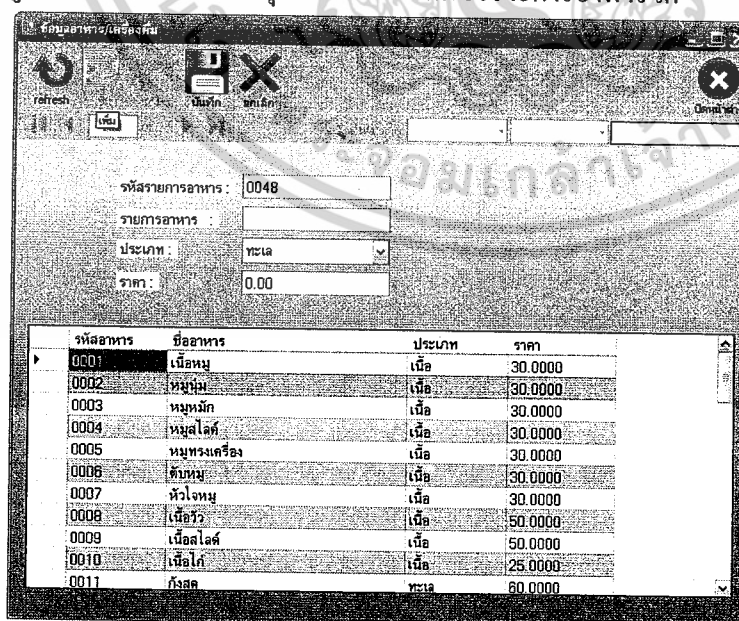 ข้อมูลอาหาร/เครื่องดื่ม
refresh
บันทึก
ยกเลิก
ปิดหน้าต่าง
เพิ่ม
รหัสรายการอาหาร : 0048
รายการอาหาร :
ประเภท : ทะเล
ราคา : 0.00
รหัสอาหาร ชื่ออาหาร ประเภท ราคา
0001 เนื้อหมู เนื้อ 30.0000
0002 หมูนุ่ม เนื้อ 30.0000
0003 หมูหมัก เนื้อ 30.0000
0004 หมูสไลด์ เนื้อ 30.0000
0005 หมูทรงเครื่อง เนื้อ 30.0000
0006 ตับหมู เนื้อ 30.0000
0007 หัวใจหมู เนื้อ 30.0000
0008 เนื้อวัว เนื้อ 50.0000
0009 เนื้อสไลด์ เนื้อ 50.0000
0010 เนื้อไก่ เนื้อ 25.0000
0011 กุ้งสด ทะเล 60.0000